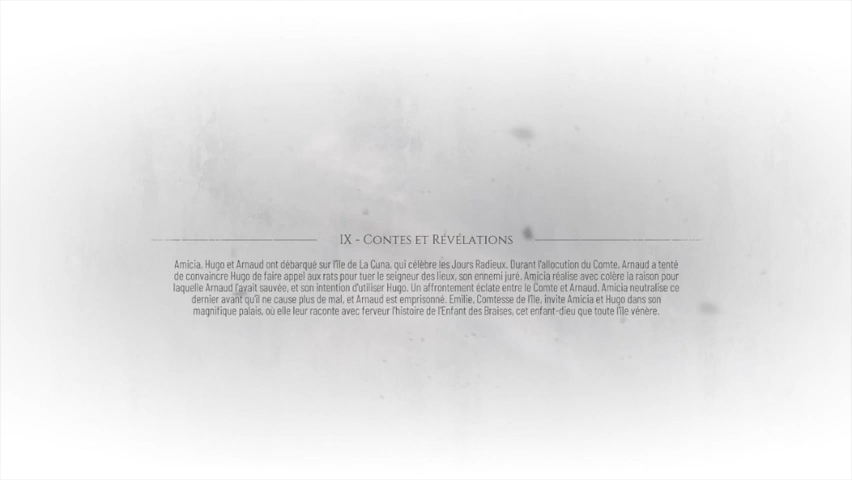 IX - Contes et Révélations
Amicia, Hugo et Arnaud ont débarqué sur l'île de La Cuna, qui célèbre les Jours Radieux. Durant l'allocution du Comte, Arnaud a tenté
de convaincre Hugo de faire appel aux rats pour tuer le seigneur des lieux, son ennemi juré. Amicia réalise avec colère la raison pour
laquelle Arnaud l'avait sauvée, et son intention d'utiliser Hugo. Un affrontement éclate entre le Comte et Arnaud. Amicia neutralise ce
dernier avant qu'il ne cause plus de mal, et Arnaud est emprisonné. Emilie, Comtesse de l'île, invite Amicia et Hugo dans son
magnifique palais, où elle leur raconte avec ferveur l'histoire de l'Enfant des Braises, cet enfant-dieu que toute l'île vénère.